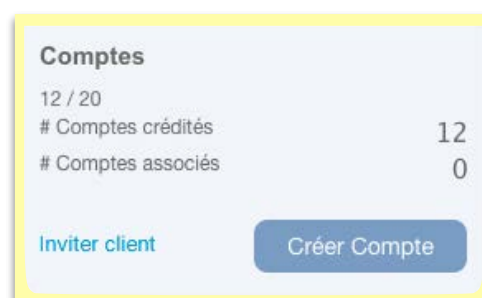 Comptes
12 / 20
# Comptes crédités 12
# Comptes associés 0
Inviter client Créer Compte